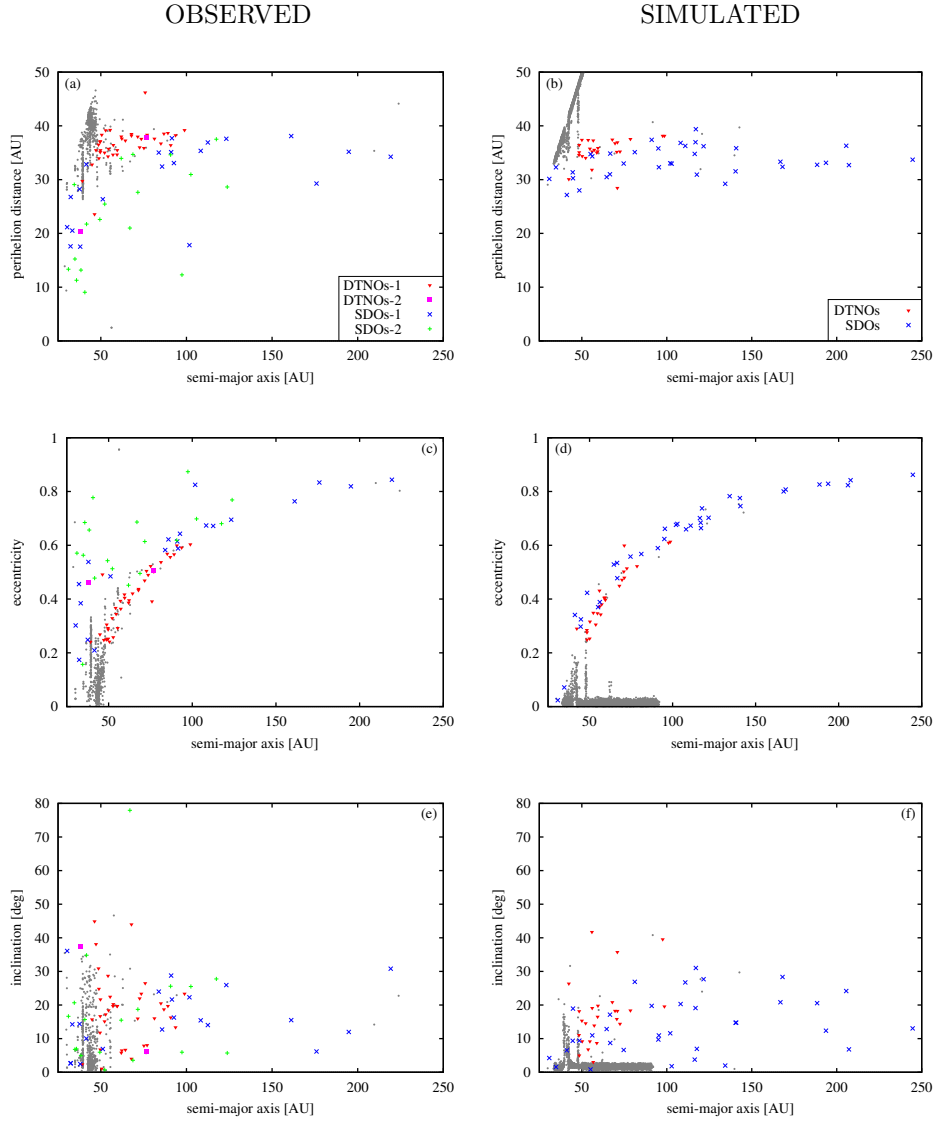 OBSERVED
SIMULATED
50
40
30
20
10
0
perihelion distance [AU]
(a)
DTNOs-1
DTNOs-2
SDOs-1
SDOs-2
50 100 150 200 250
semi-major axis [AU]
50
40
30
20
10
0
perihelion distance [AU]
(b)
DTNOs
SDOs
50 100 150 200 250
semi-major axis [AU]
1
0.8
0.6
0.4
0.2
0
eccentricity
(c)
50 100 150 200 250
semi-major axis [AU]
1
0.8
0.6
0.4
0.2
0
eccentricity
(d)
50 100 150 200 250
semi-major axis [AU]
80
70
60
50
40
30
20
10
0
inclination [deg]
(e)
50 100 150 200 250
semi-major axis [AU]
80
70
60
50
40
30
20
10
0
inclination [deg]
(f)
50 100 150 200 250
semi-major axis [AU]